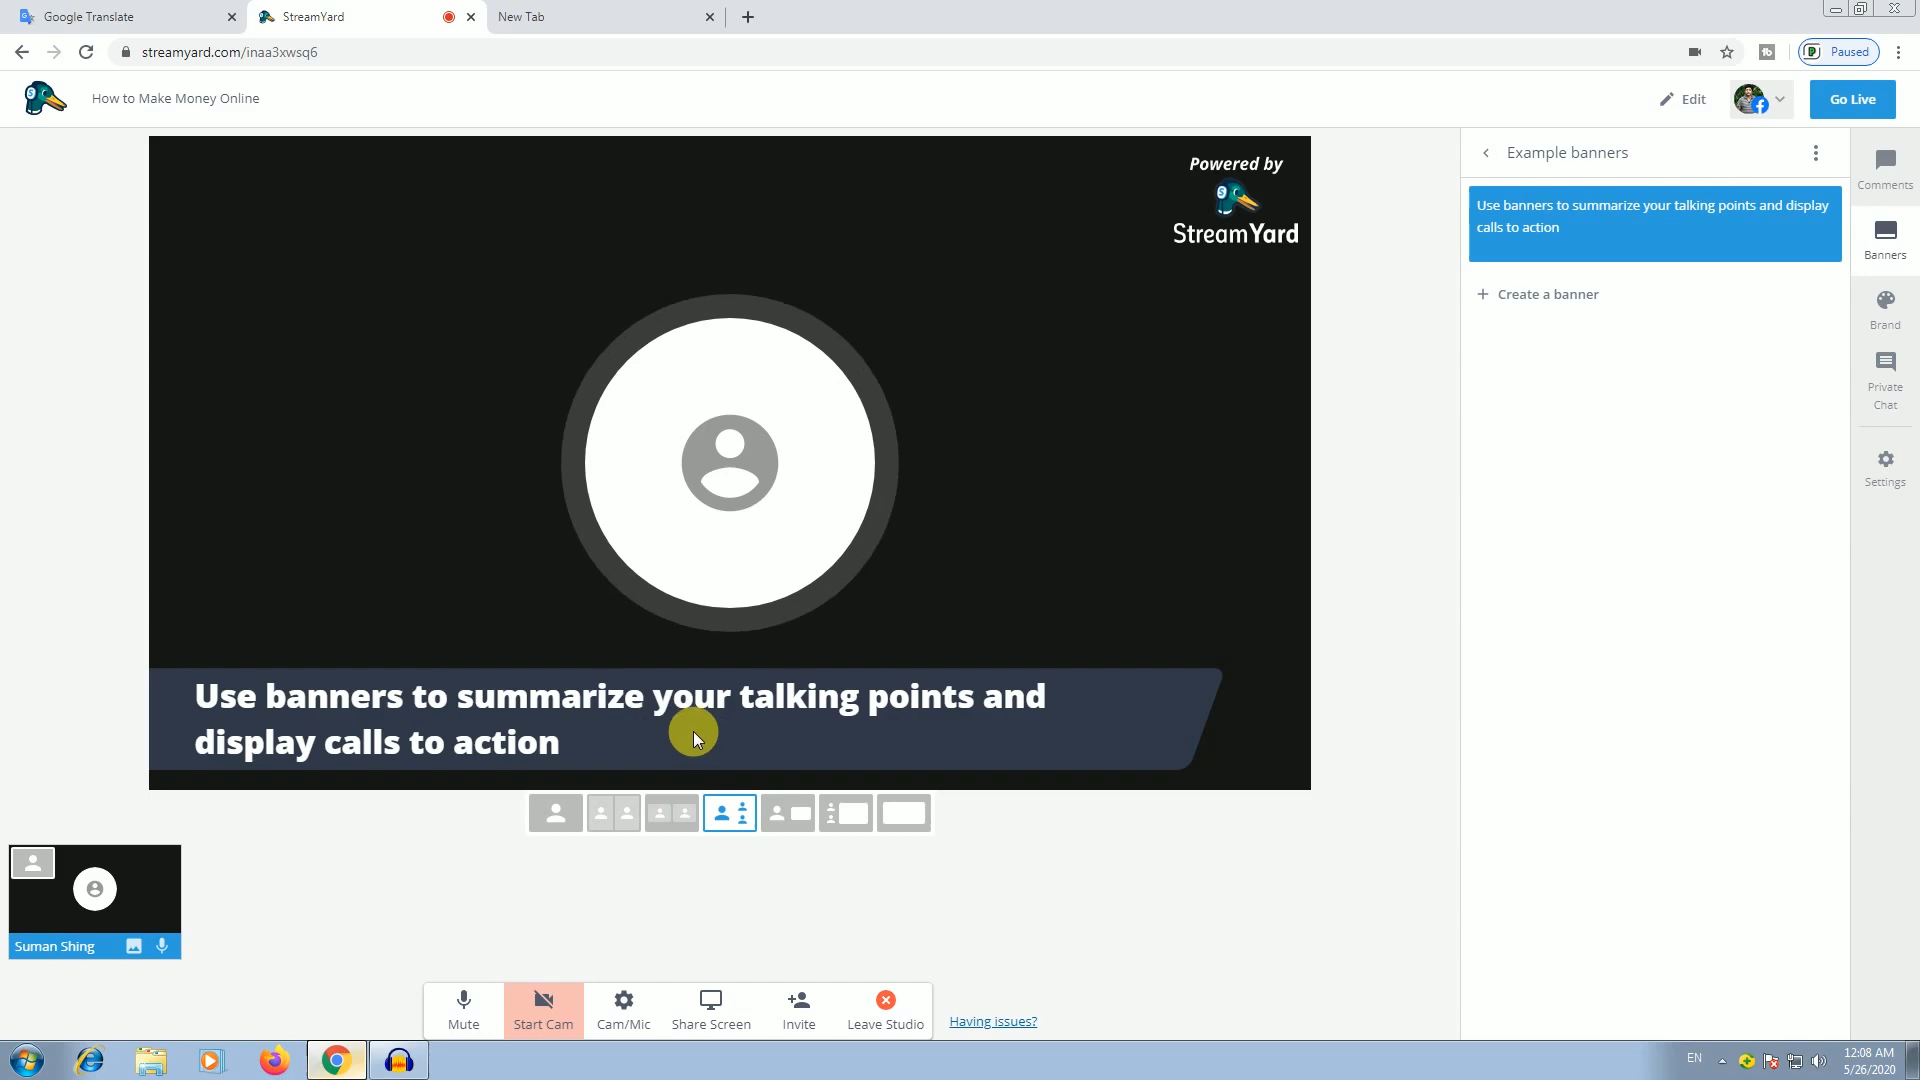 Google Translate
StreamYard
New Tab
streamyard.com/inaa3xwsq6
Paused
How to Make Money Online
Edit
Go Live
Powered by
StreamYard
Use banners to summarize your talking points and
display calls to action
Example banners
Use banners to summarize your talking points and display
calls to action
Create a banner
Comments
Banners
Brand
Private
Chat
Settings
Suman Shing
Mute
Start Cam
Cam/Mic
Share Screen
Invite
Leave Studio
Having issues?
EN
12:08 AM
5/26/2020